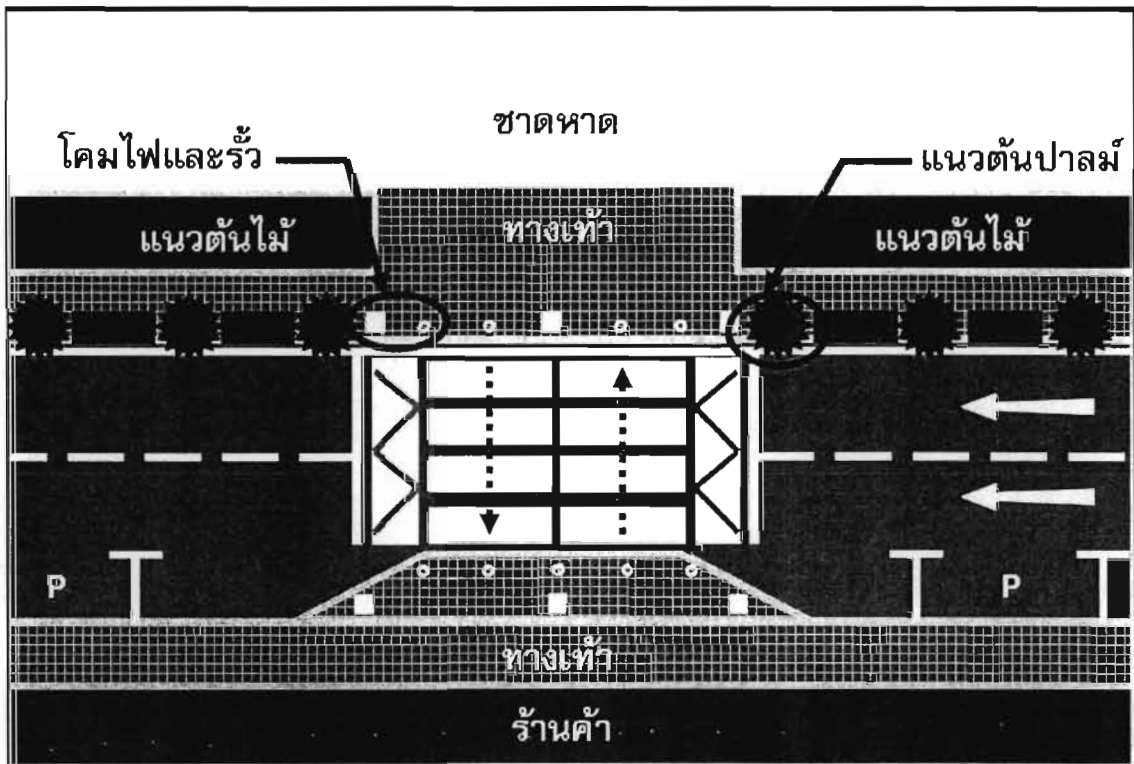 ชาดหาด
โคมไฟและรั้ว
แนวต้นปาลม์
แนวต้นไม้
ทางเท้า
แนวต้นไม้
P
P
ทางเท้า
ร้านค้า